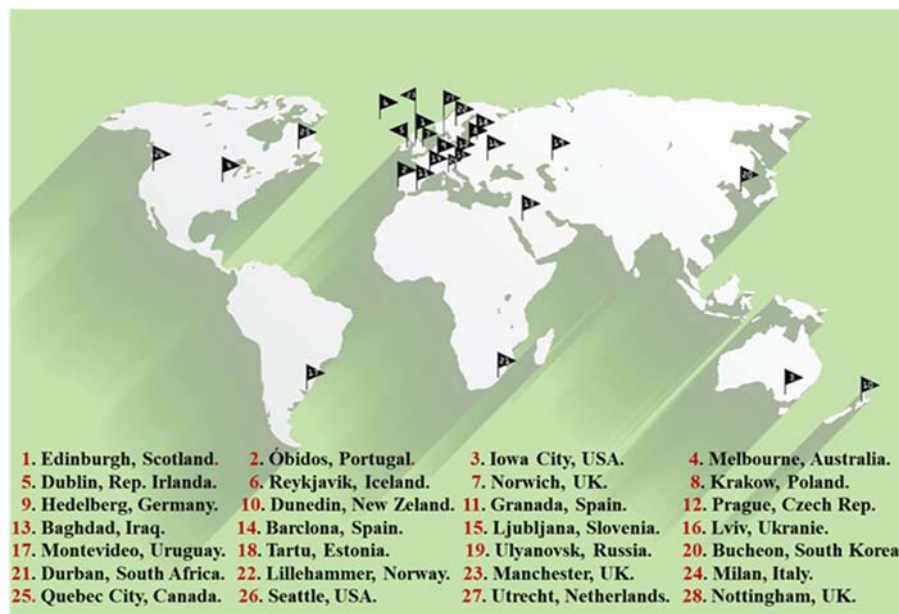 1. Edinburgh, Scotland. 2. Óbidos, Portugal. 3. Iowa City, USA. 4. Melbourne, Australia.
5. Dublin, Rep. Irlanda. 6. Reykjavik, Iceland. 7. Norwich, UK. 8. Krakow, Poland.
9. Hedelberg, Germany. 10. Dunedin, New Zeland. 11. Granada, Spain. 12. Prague, Czech Rep.
13. Baghdad, Iraq. 14. Barclona, Spain. 15. Ljubljana, Slovenia. 16. Lviv, Ukranie.
17. Montevideo, Uruguay. 18. Tartu, Estonia. 19. Ulyanovsk, Russia. 20. Bucheon, South Korea
21. Durban, South Africa. 22. Lillehammer, Norway. 23. Manchester, UK. 24. Milan, Italy.
25. Quebec City, Canada. 26. Seattle, USA. 27. Utrecht, Netherlands. 28. Nottingham, UK.